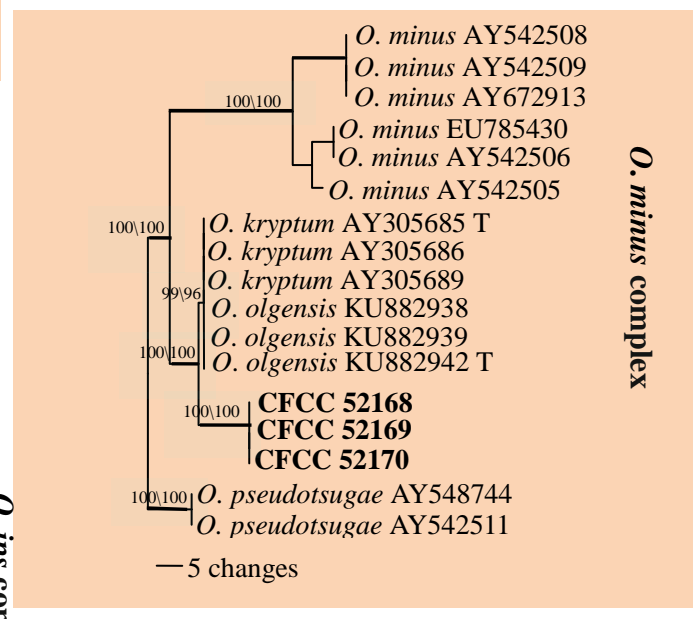 O. minus AY542508
O. minus AY542509
O. minus AY672913
100\100
O. minus EU785430
O. minus AY542506
O. minus AY542505
O. minus complex
100\100
O. kryptum AY305685 T
O. kryptum AY305686
O. kryptum AY305689
99\96
O. olgensis KU882938
O. olgensis KU882939
O. olgensis KU882942 T
100\100
CFCC 52168
100\100
CFCC 52169
CFCC 52170
100\100
O. pseudotsugae AY548744
O. pseudotsugae AY542511
5 changes
O. ips